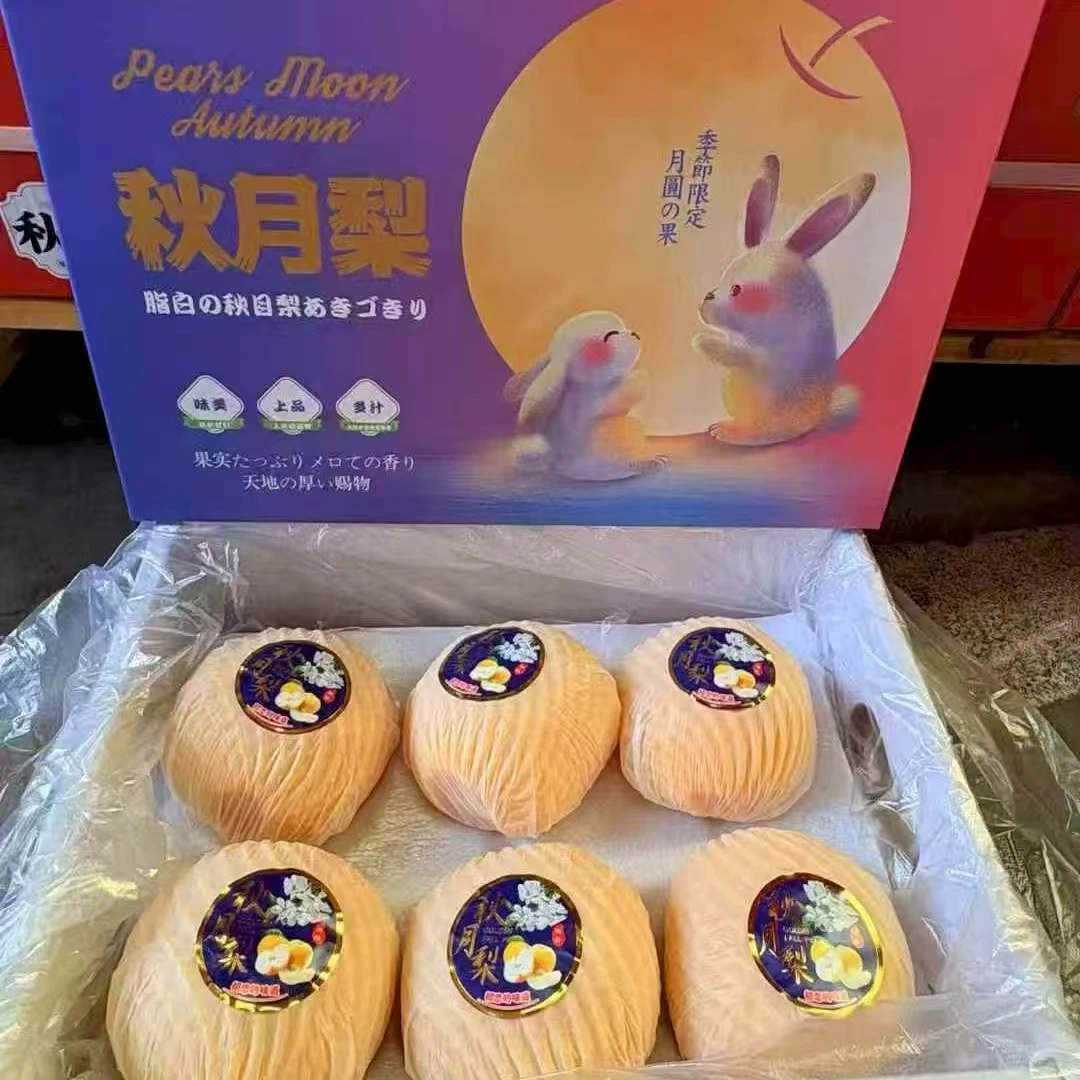 Pears Moon
Autumn
秋月梨
脂白の秋目梨あきづきり
季節限定
月圓の果
味美
上品
多汁
果実たっぷりメロての香り
天地の厚い赐物
秋
秋月梨
秋月梨
秋月梨
秋月梨
秋月梨
秋月梨